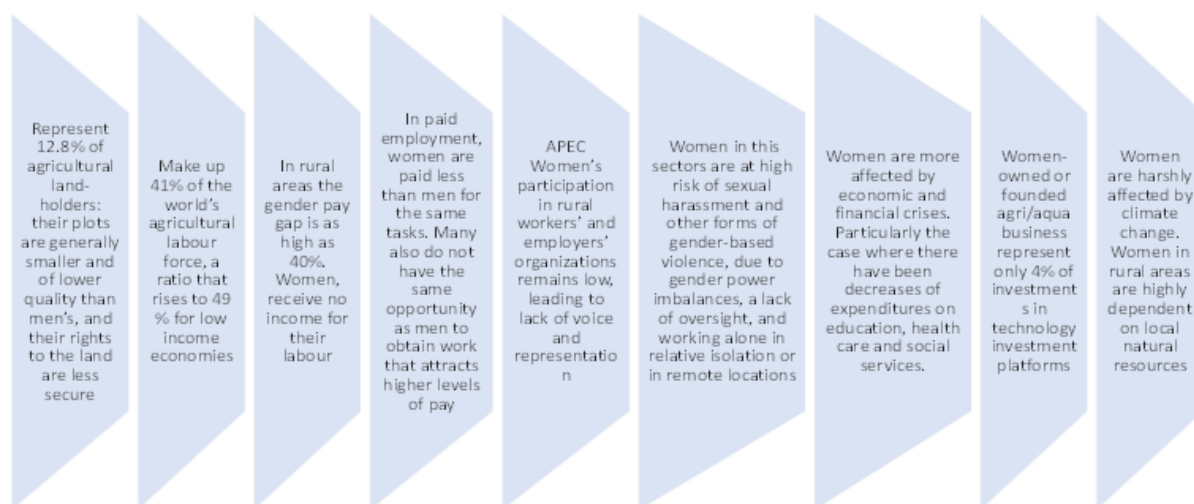 Represent
12.8% of
agricultural
land-
holders:
their plots
are generally
smaller and
of lower
quality than
men's, and
their rights
to the land
are less
secure
Make up
41% of the
world's
agricultural
labour
force, a
ratio that
rises to 49
% for low
income
economies
In rural
areas the
gender pay
gap is as
high as
40%.
Women,
receive no
income for
their
labour
In paid
employment,
women are
paid less
than men for
the same
tasks. Many
also do not
have the
same
opportunity
as men to
obtain work
that attracts
higher levels
of pay
APEC
Women's
participation
in rural
workers' and
employers'
organizations
remains low,
leading to
lack of voice
and
representatio
n
Women in this
sectors are at high
risk of sexual
harassment and
other forms of
gender-based
violence, due to
gender power
imbalances, a lack
of oversight, and
working alone in
relative isolation or
in remote locations
Women are more
affected by
economic and
financial crises.
Particularly the
case where there
have been
decreases of
expenditures on
education, health
care and social
services.
Women-
owned or
founded
agri/aqua
business
represent
only 4% of
investment
s in
technology
investment
platforms
Women
are harshly
affected by
climate
change.
Women in
rural areas
are highly
dependent
on local
natural
resources